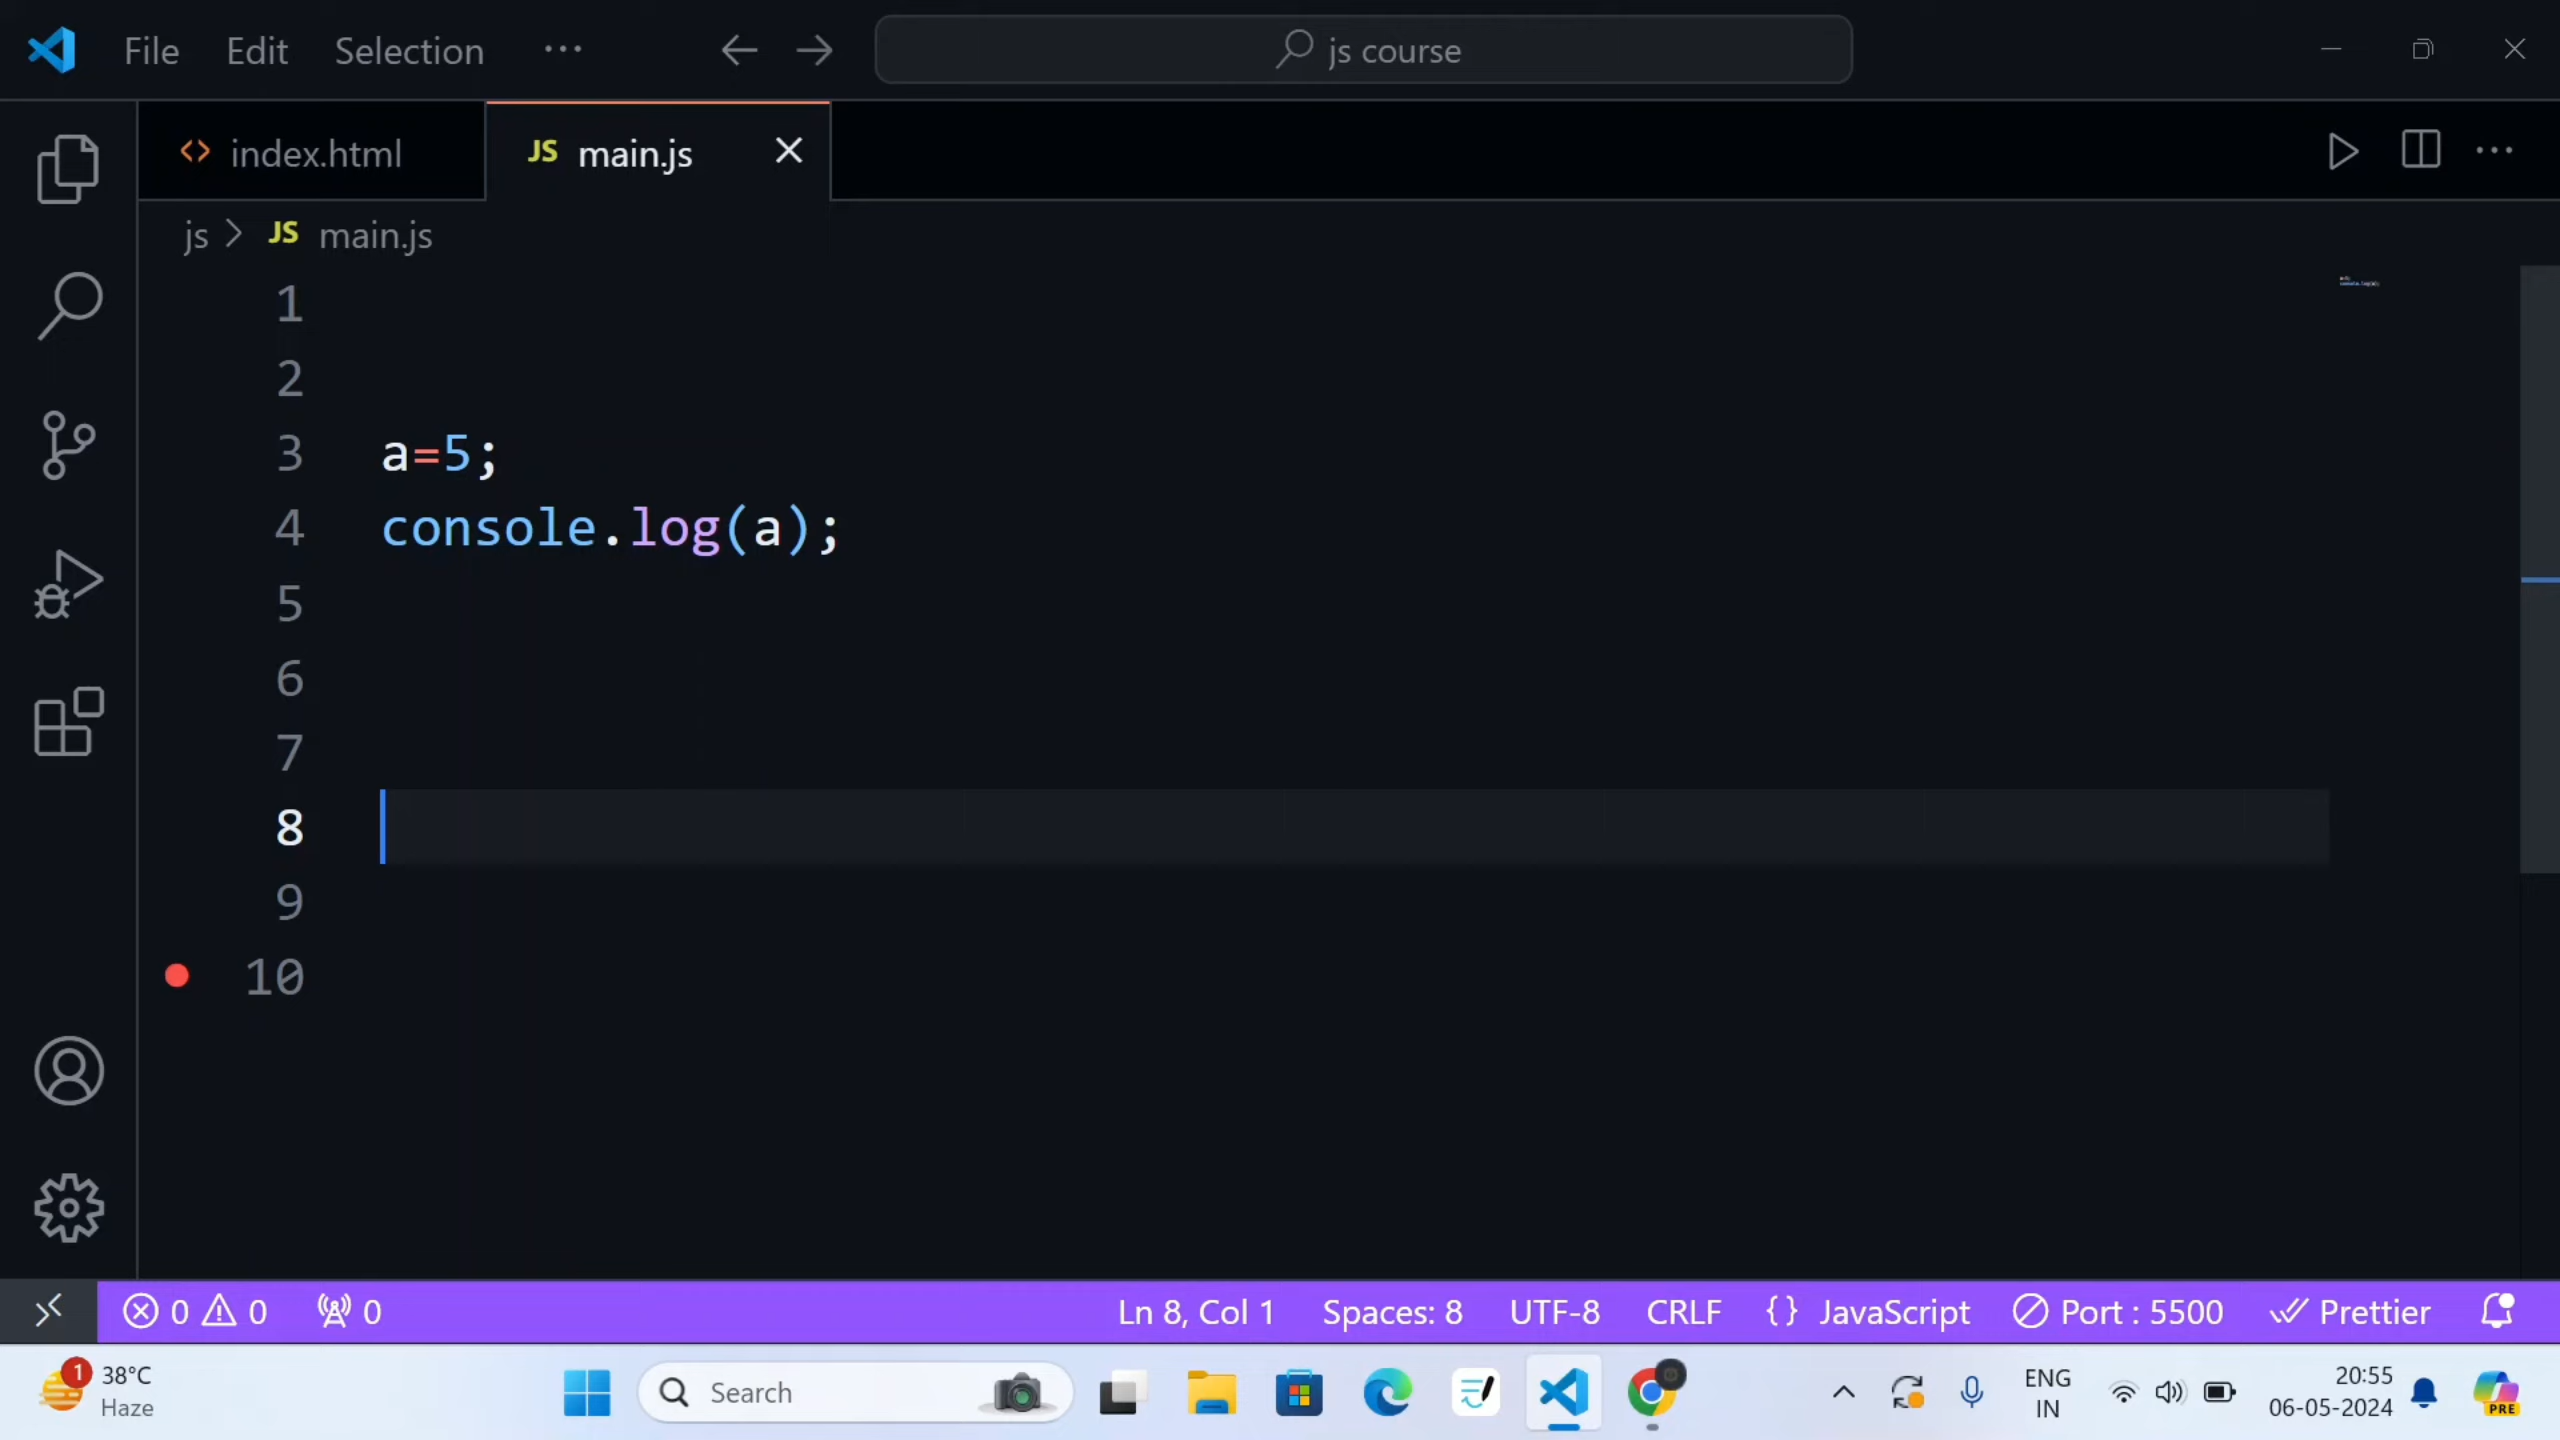 File Edit Selection ··· js course
index.html JS main.js
js > JS main.js
1
2
3 a=5;
4 console.log(a);
5
6
7
8
9
10
0 0 0 Ln 8, Col 1 Spaces: 8 UTF-8 CRLF {} JavaScript Port : 5500 Prettier
1 38°C
Haze
Search
ENG
IN
20:55
06-05-2024
PRE